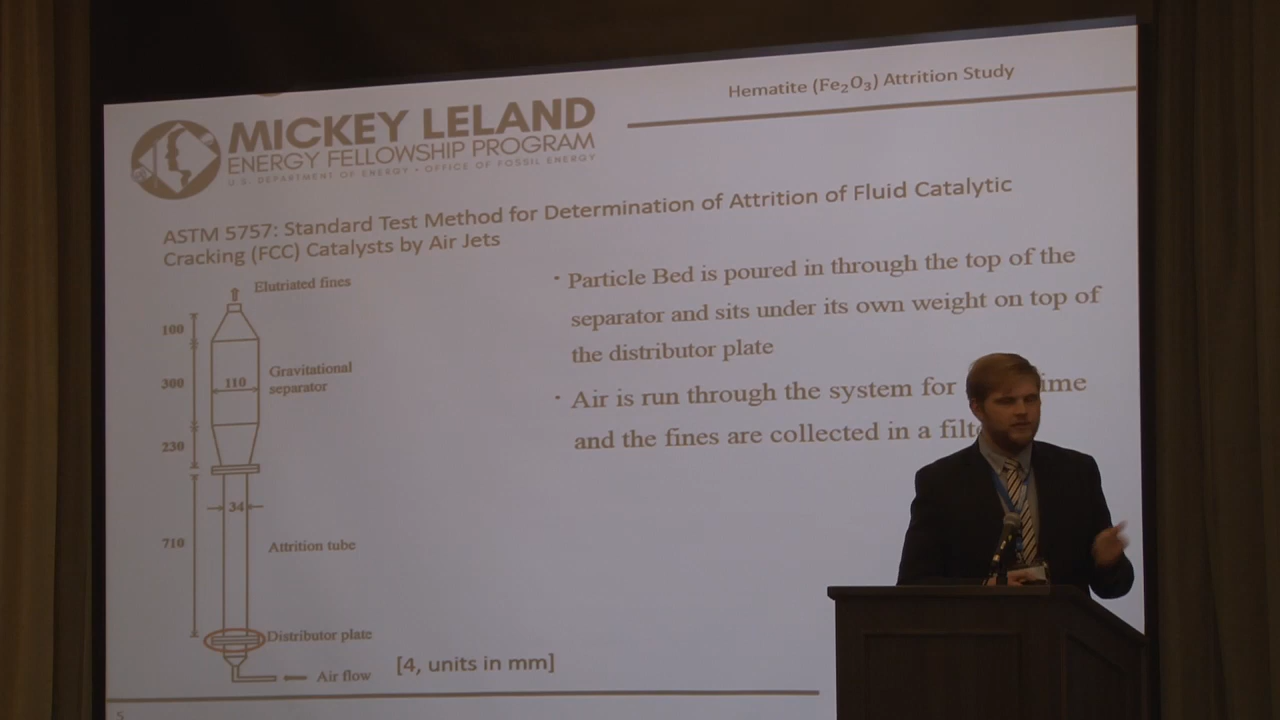 Hematite (Fe₂O₃) Attrition Study
MICKEY LELAND
ENERGY FELLOWSHIP PROGRAM
U.S. DEPARTMENT OF ENERGY • OFFICE OF FOSSIL ENERGY
ASTM 5757: Standard Test Method for Determination of Attrition of Fluid Catalytic
Cracking (FCC) Catalysts by Air Jets
Elutriated fines
100
300
110
Gravitational
separator
230
34
710
Attrition tube
Distributor plate
Air flow
[4, units in mm]
· Particle Bed is poured in through the top of the
separator and sits under its own weight on top of
the distributor plate
· Air is run through the system for
and the fines are collected in a
5